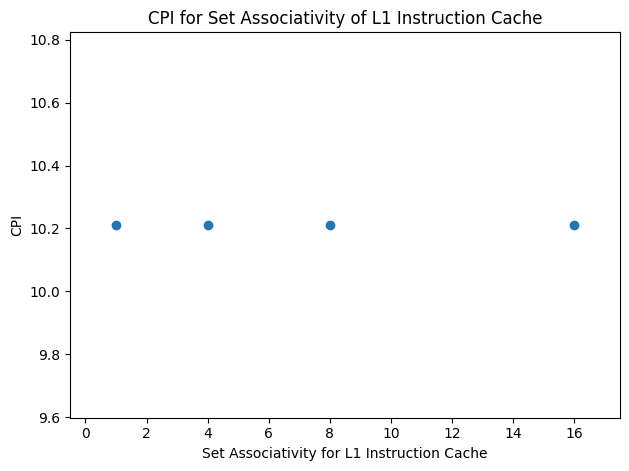 CPI for Set Associativity of L1 Instruction Cache
10.8
10.6
10.4
CPI
10.2
10.0
9.8
9.6
0 2 4 6 8 10 12 14 16
Set Associativity for L1 Instruction Cache